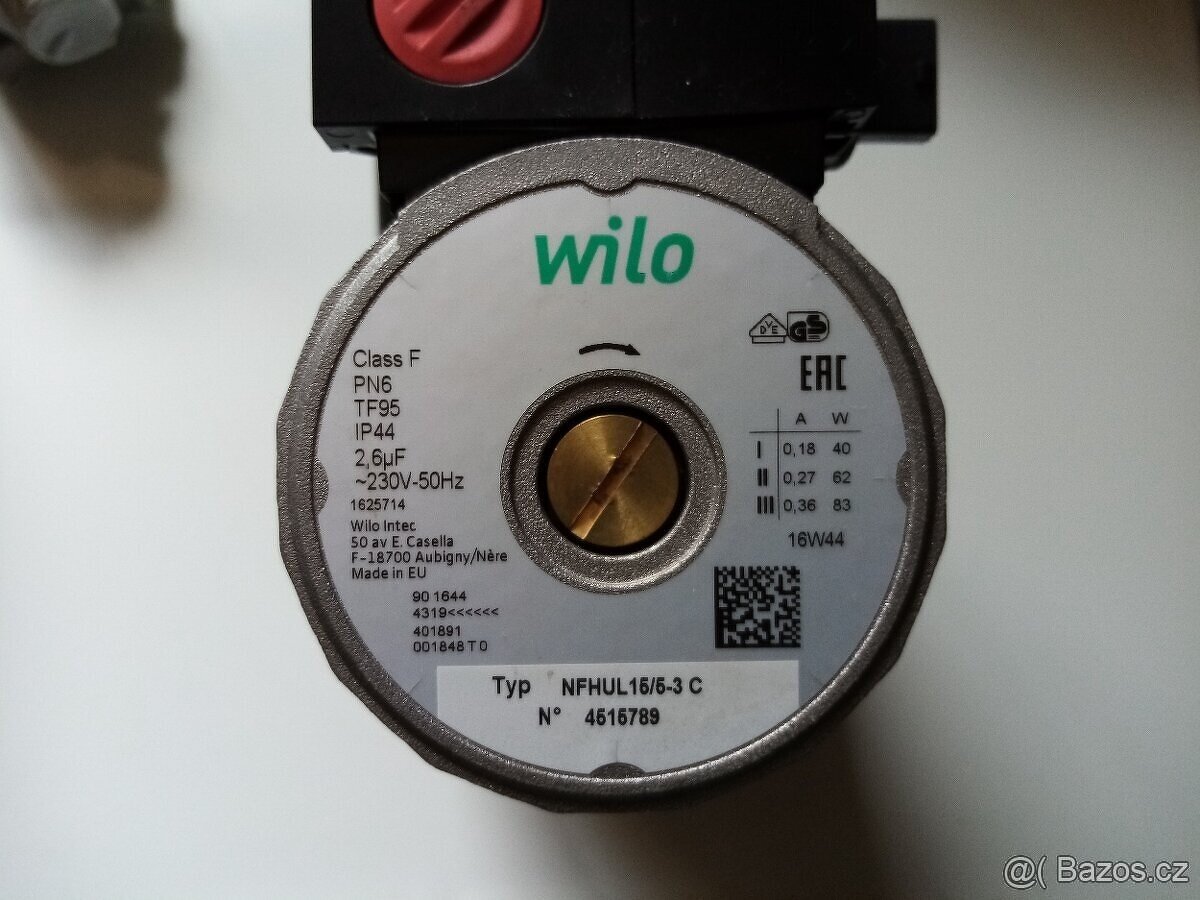 wilo
Class F
PN6
TF95
IP44
2,6µF
~230V-50Hz
1625714
Wilo Intec
50 av E. Casella
F-18700 Aubigny/Nère
Made in EU
90 1644
4319<<<<<<
401891
001848 T 0
DVE
GS
EAC
A W
I 0,18 40
II 0,27 62
III 0,36 83
16W44
Typ NFHUL15/5-3 C
N° 4515789
@( Bazos.cz